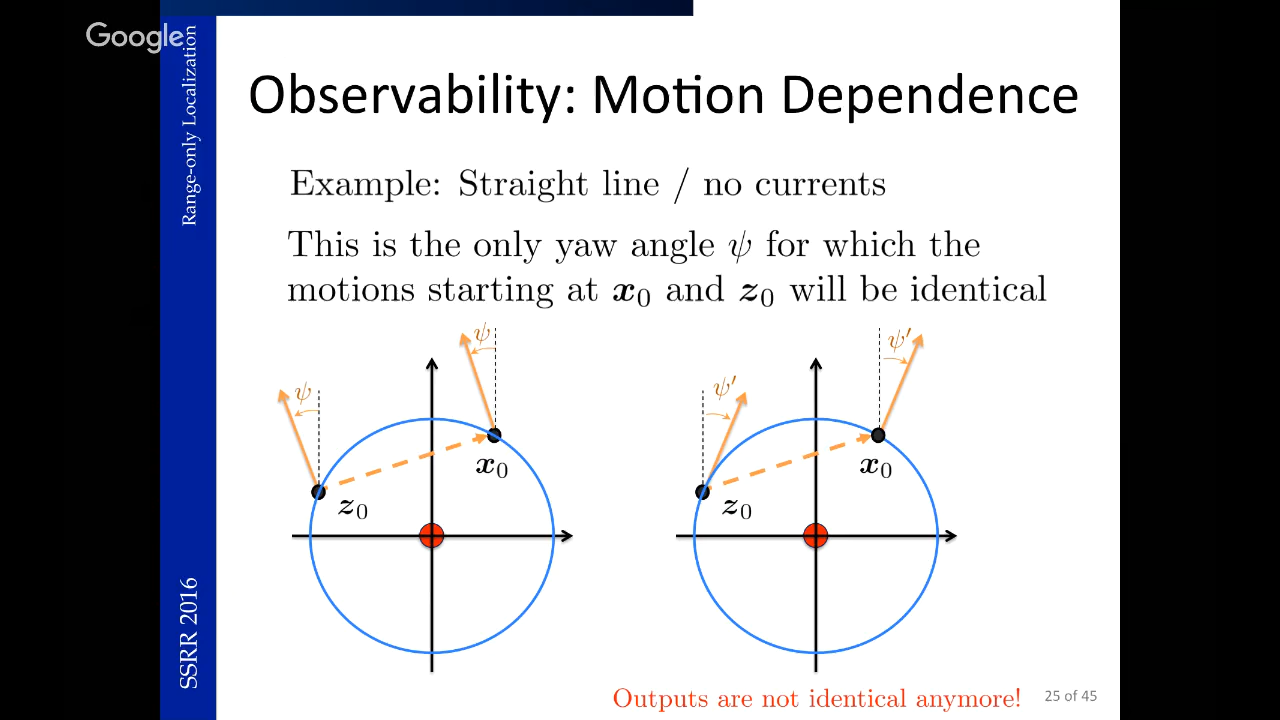 Google
Range-only Localization
SSRR 2016
Observability: Motion Dependence
Example: Straight line / no currents
This is the only yaw angle ψ for which the
motions starting at x₀ and z₀ will be identical
ψ
ψ
x₀
z₀
ψ′
ψ′
x₀
z₀
Outputs are not identical anymore!
25 of 45